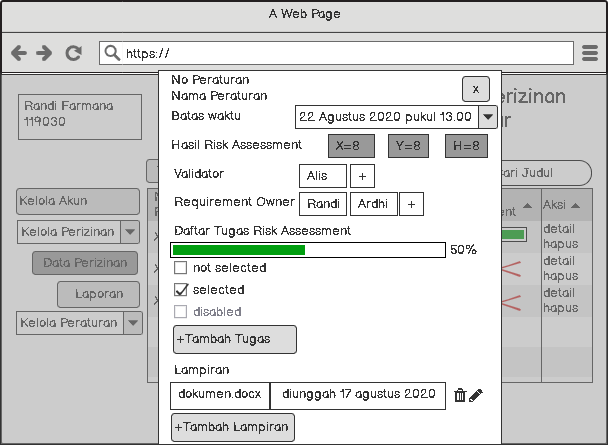 A Web Page
https://
No Peraturan
Nama Peraturan
x
Batas waktu
22 Agustus 2020 pukul 13.00
Hasil Risk Assessment
X=8
Y=8
H=8
Validator
Alis
+
Requirement Owner
Randi
Ardhi
+
Daftar Tugas Risk Assessment
50%
not selected
selected
disabled
+Tambah Tugas
Lampiran
dokumen.docx
diunggah 17 agustus 2020
+Tambah Lampiran
Randi Farmana
119030
Kelola Akun
Kelola Perizinan
Data Perizinan
Laporan
Kelola Peraturan
erizinan
ari Judul
Aksi
detail
hapus
detail
hapus
detail
hapus